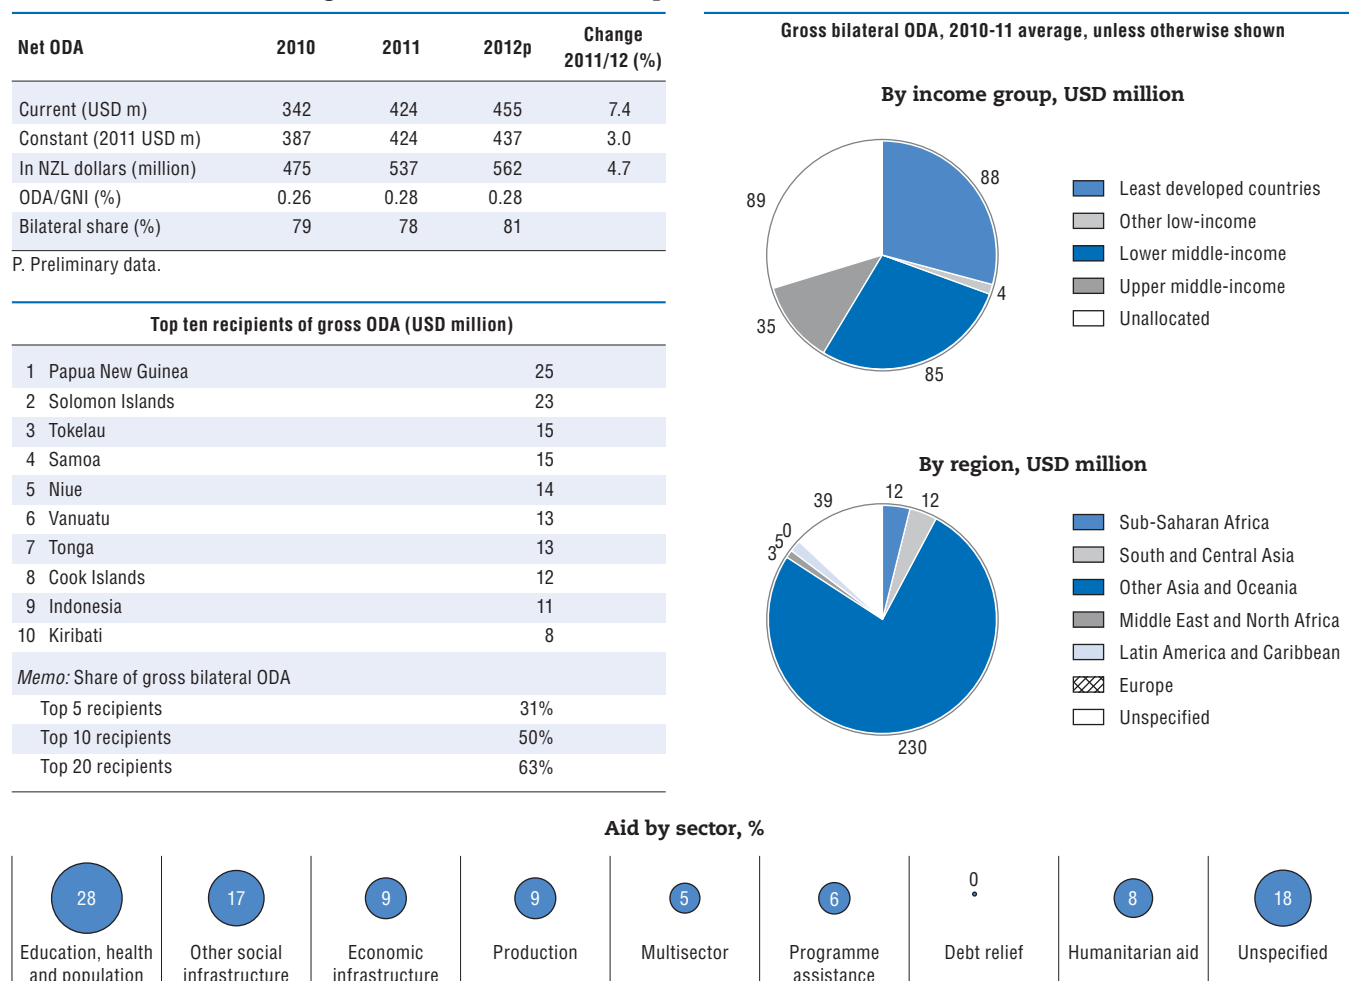 Net ODA 2010 2011 2012p Change 2011/12 (%)
Current (USD m) 342 424 455 7.4
Constant (2011 USD m) 387 424 437 3.0
In NZL dollars (million) 475 537 562 4.7
ODA/GNI (%) 0.26 0.28 0.28
Bilateral share (%) 79 78 81
P. Preliminary data.
Top ten recipients of gross ODA (USD million)
1 Papua New Guinea 25
2 Solomon Islands 23
3 Tokelau 15
4 Samoa 15
5 Niue 14
6 Vanuatu 13
7 Tonga 13
8 Cook Islands 12
9 Indonesia 11
10 Kiribati 8
Memo: Share of gross bilateral ODA
Top 5 recipients 31%
Top 10 recipients 50%
Top 20 recipients 63%
Gross bilateral ODA, 2010-11 average, unless otherwise shown
By income group, USD million
88
4
85
35
89
Least developed countries
Other low-income
Lower middle-income
Upper middle-income
Unallocated
By region, USD million
12
12
230
3
5
0
39
Sub-Saharan Africa
South and Central Asia
Other Asia and Oceania
Middle East and North Africa
Latin America and Caribbean
Europe
Unspecified
Aid by sector, %
28
17
9
9
5
6
0
8
18
Education, health
and population
Other social
infrastructure
Economic
infrastructure
Production
Multisector
Programme
assistance
Debt relief
Humanitarian aid
Unspecified